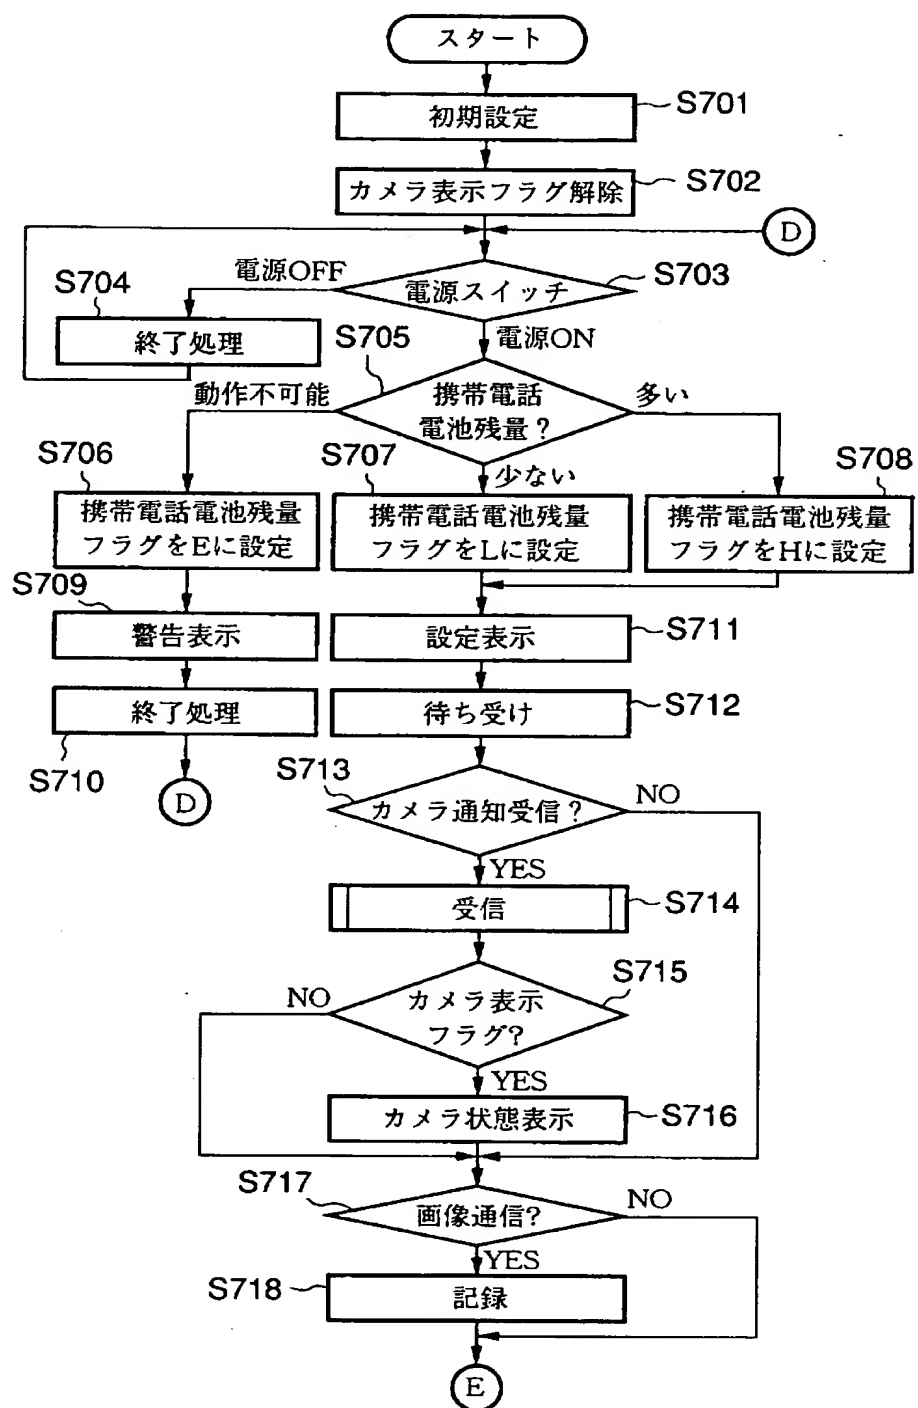 スタート
S701
初期設定
S702
カメラ表示フラグ解除
D
S703
電源スイッチ
電源OFF
S704
終了処理
電源ON
S705
携帯電話
電池残量?
動作不可能
多い
少ない
S706
携帯電話電池残量
フラグをEに設定
S707
携帯電話電池残量
フラグをLに設定
S708
携帯電話電池残量
フラグをHに設定
S709
警告表示
S711
設定表示
終了処理
S710
D
S712
待ち受け
S713
カメラ通知受信?
NO
YES
受信
S714
S715
カメラ表示
フラグ?
NO
YES
カメラ状態表示
S716
S717
画像通信?
NO
YES
S718
記録
E